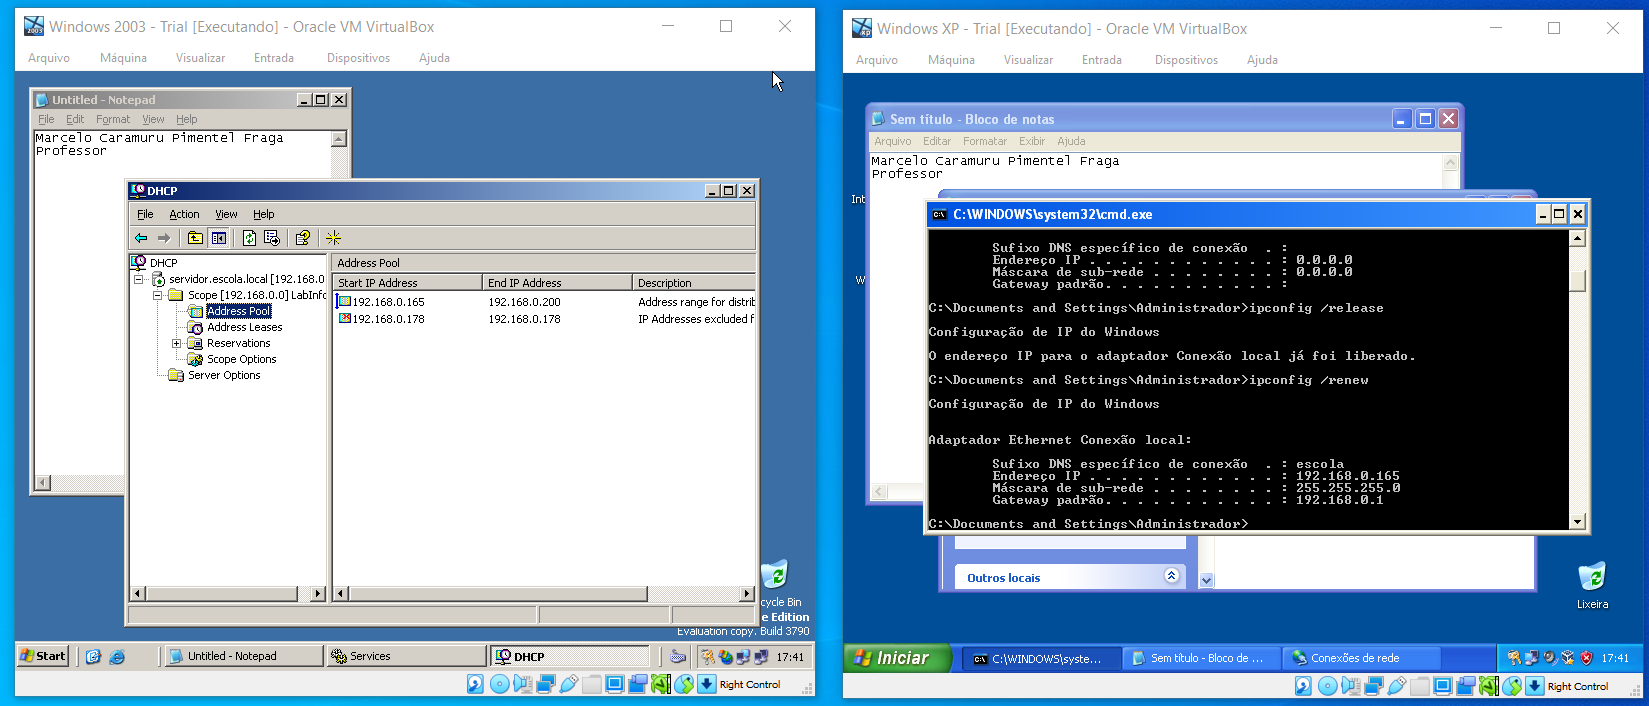 Windows 2003 - Trial [Executando] - Oracle VM VirtualBox
Arquivo Máquina Visualizar Entrada Dispositivos Ajuda
Untitled - Notepad
File Edit Format View Help
Marcelo Caramuru Pimentel Fraga
Professor
DHCP
File Action View Help
DHCP
servidor.escola.local [192.168.0
Scope [192.168.0.0] LabInfo
Address Pool
Address Leases
Reservations
Scope Options
Server Options
Address Pool
Start IP Address End IP Address Description
192.168.0.165 192.168.0.200 Address range for distrib
192.168.0.178 192.168.0.178 IP Addresses excluded f
cycle Bin
e Edition
Evaluation copy. Build 3790
Start Untitled - Notepad Services DHCP 17:41
Right Control
Windows XP - Trial [Executando] - Oracle VM VirtualBox
Arquivo Máquina Visualizar Entrada Dispositivos Ajuda
Sem título - Bloco de notas
Arquivo Editar Formatar Exibir Ajuda
Marcelo Caramuru Pimentel Fraga
Professor
Int
W
C:\WINDOWS\system32\cmd.exe
Sufixo DNS específico de conexão . :
Endereço IP . . . . . . . . . . . . : 0.0.0.0
Máscara de sub-rede . . . . . . . . : 0.0.0.0
Gateway padrão. . . . . . . . . . . :
C:\Documents and Settings\Administrador>ipconfig /release
Configuração de IP do Windows
O endereço IP para o adaptador Conexão local já foi liberado.
C:\Documents and Settings\Administrador>ipconfig /renew
Configuração de IP do Windows
Adaptador Ethernet Conexão local:
Sufixo DNS específico de conexão . : escola
Endereço IP . . . . . . . . . . . . : 192.168.0.165
Máscara de sub-rede . . . . . . . . : 255.255.255.0
Gateway padrão. . . . . . . . . . . : 192.168.0.1
C:\Documents and Settings\Administrador>
Outros locais
Lixeira
Iniciar C:\WINDOWS\syste... Sem título - Bloco de ... Conexões de rede 17:41
Right Control